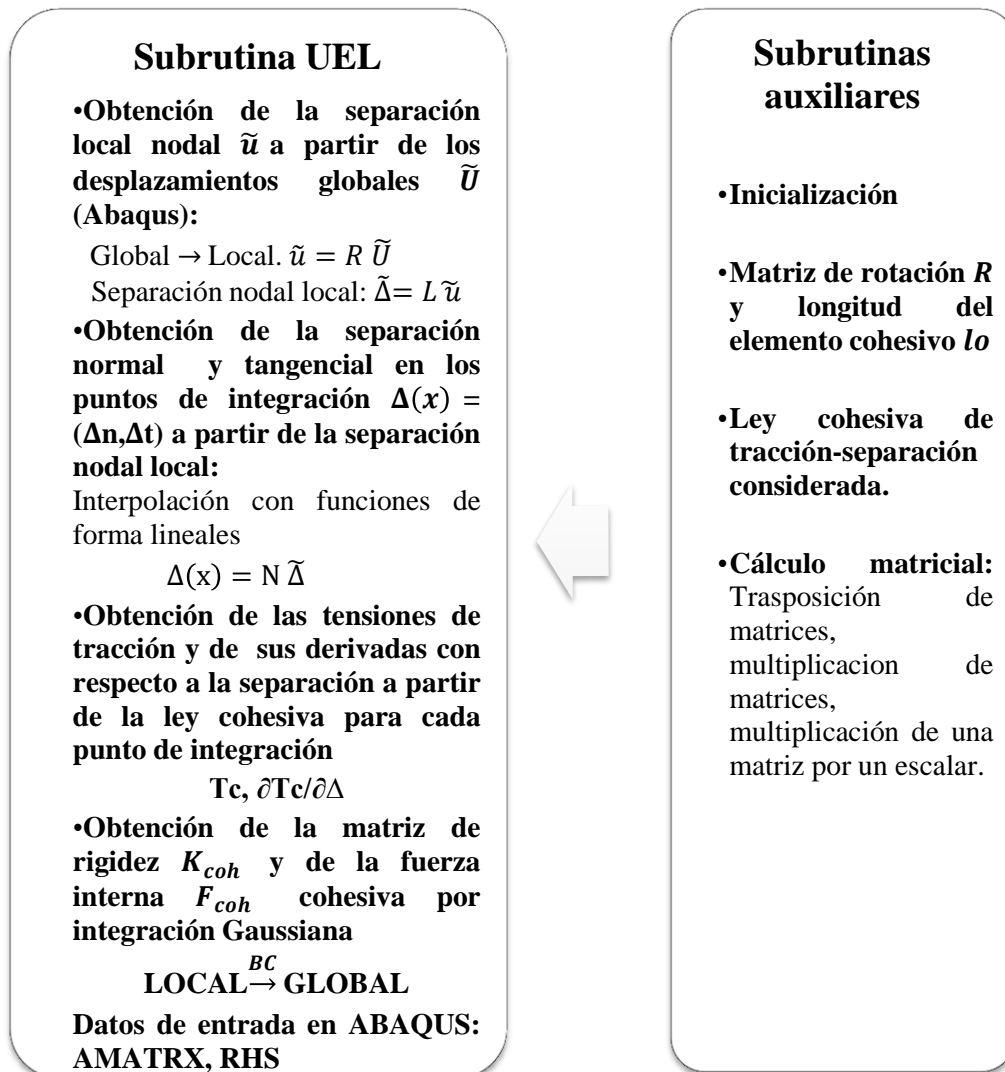 Subrutina UEL
•Obtención de la separación
local nodal ũ a partir de los
desplazamientos globales Ũ
(Abaqus):
Global → Local. ũ = R Ũ
Separación nodal local: Δ̃= L ũ
•Obtención de la separación
normal y tangencial en los
puntos de integración Δ(x) =
(Δn,Δt) a partir de la separación
nodal local:
Interpolación con funciones de
forma lineales
Δ(x) = N Δ̃
•Obtención de las tensiones de
tracción y de sus derivadas con
respecto a la separación a partir
de la ley cohesiva para cada
punto de integración
Tc, ∂Tc/∂Δ
•Obtención de la matriz de
rigidez K_coh y de la fuerza
interna F_coh cohesiva por
integración Gaussiana
BC
LOCAL → GLOBAL
Datos de entrada en ABAQUS:
AMATRX, RHS
Subrutinas
auxiliares
•Inicialización
•Matriz de rotación R
y longitud del
elemento cohesivo lo
•Ley cohesiva de
tracción-separación
considerada.
•Cálculo matricial:
Trasposición de
matrices,
multiplicacion de
matrices,
multiplicación de una
matriz por un escalar.